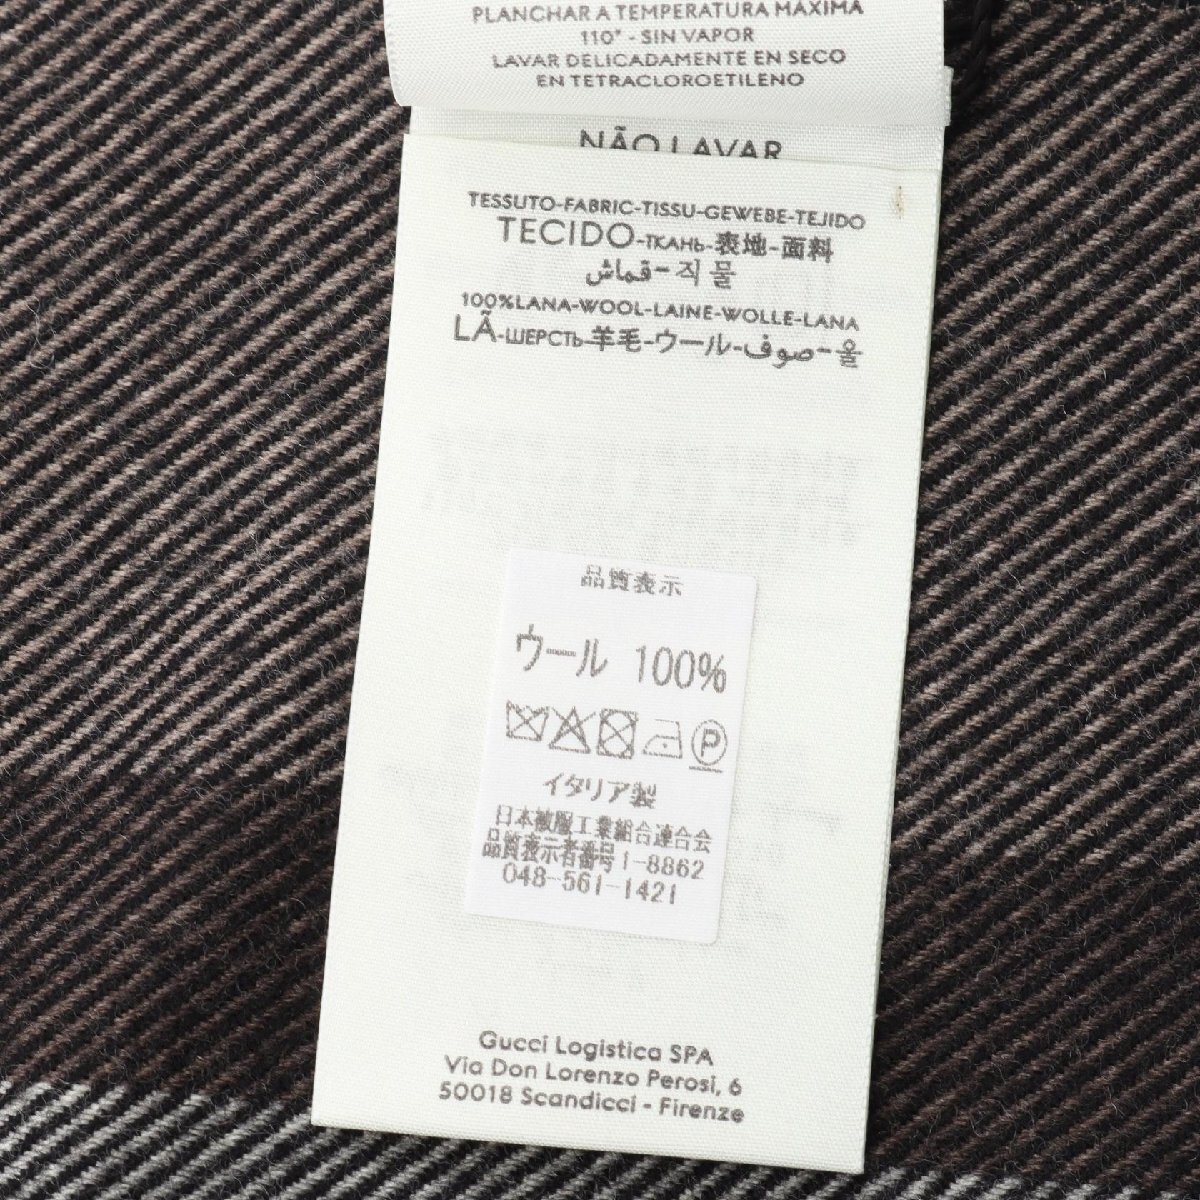 PLANCHAR A TEMPERATURA MÁXIMA
110° - SIN VAPOR
LAVAR DELICADAMENTE EN SECO
EN TETRACLOROETILENO
NÃO LAVAR
TESSUTO-FABRIC-TISSU-GEWEBE-TEJIDO
TECIDO-ТКАНЬ-表地-面料
قماش-직물
100%LANA-WOOL-LAINE-WOLLE-LANA
LÃ-ШЕРСТЬ-羊毛-ウール-صوف-울
品質表示
ウール 100%
P
イタリア製
日本被服工業組合連合会
品質表示者番号1-8862
048-561-1421
Gucci Logistica SPA
Via Don Lorenzo Perosi, 6
50018 Scandicci - Firenze